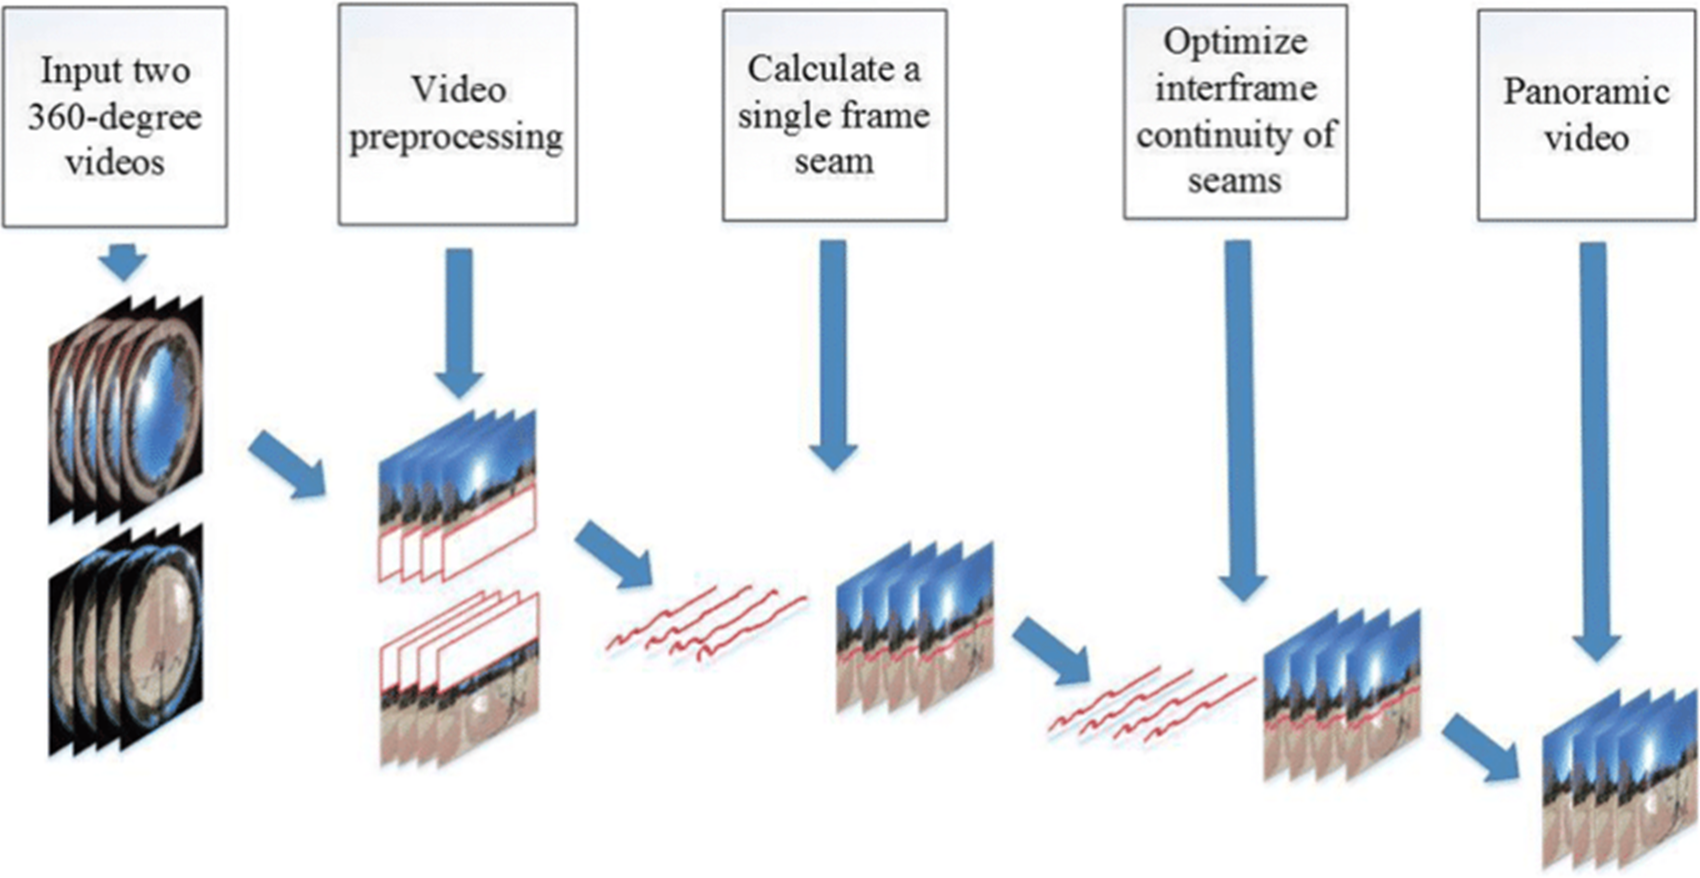 Input two
360-degree
videos
Video
preprocessing
Calculate a
single frame
seam
Optimize
interframe
continuity of
seams
Panoramic
video